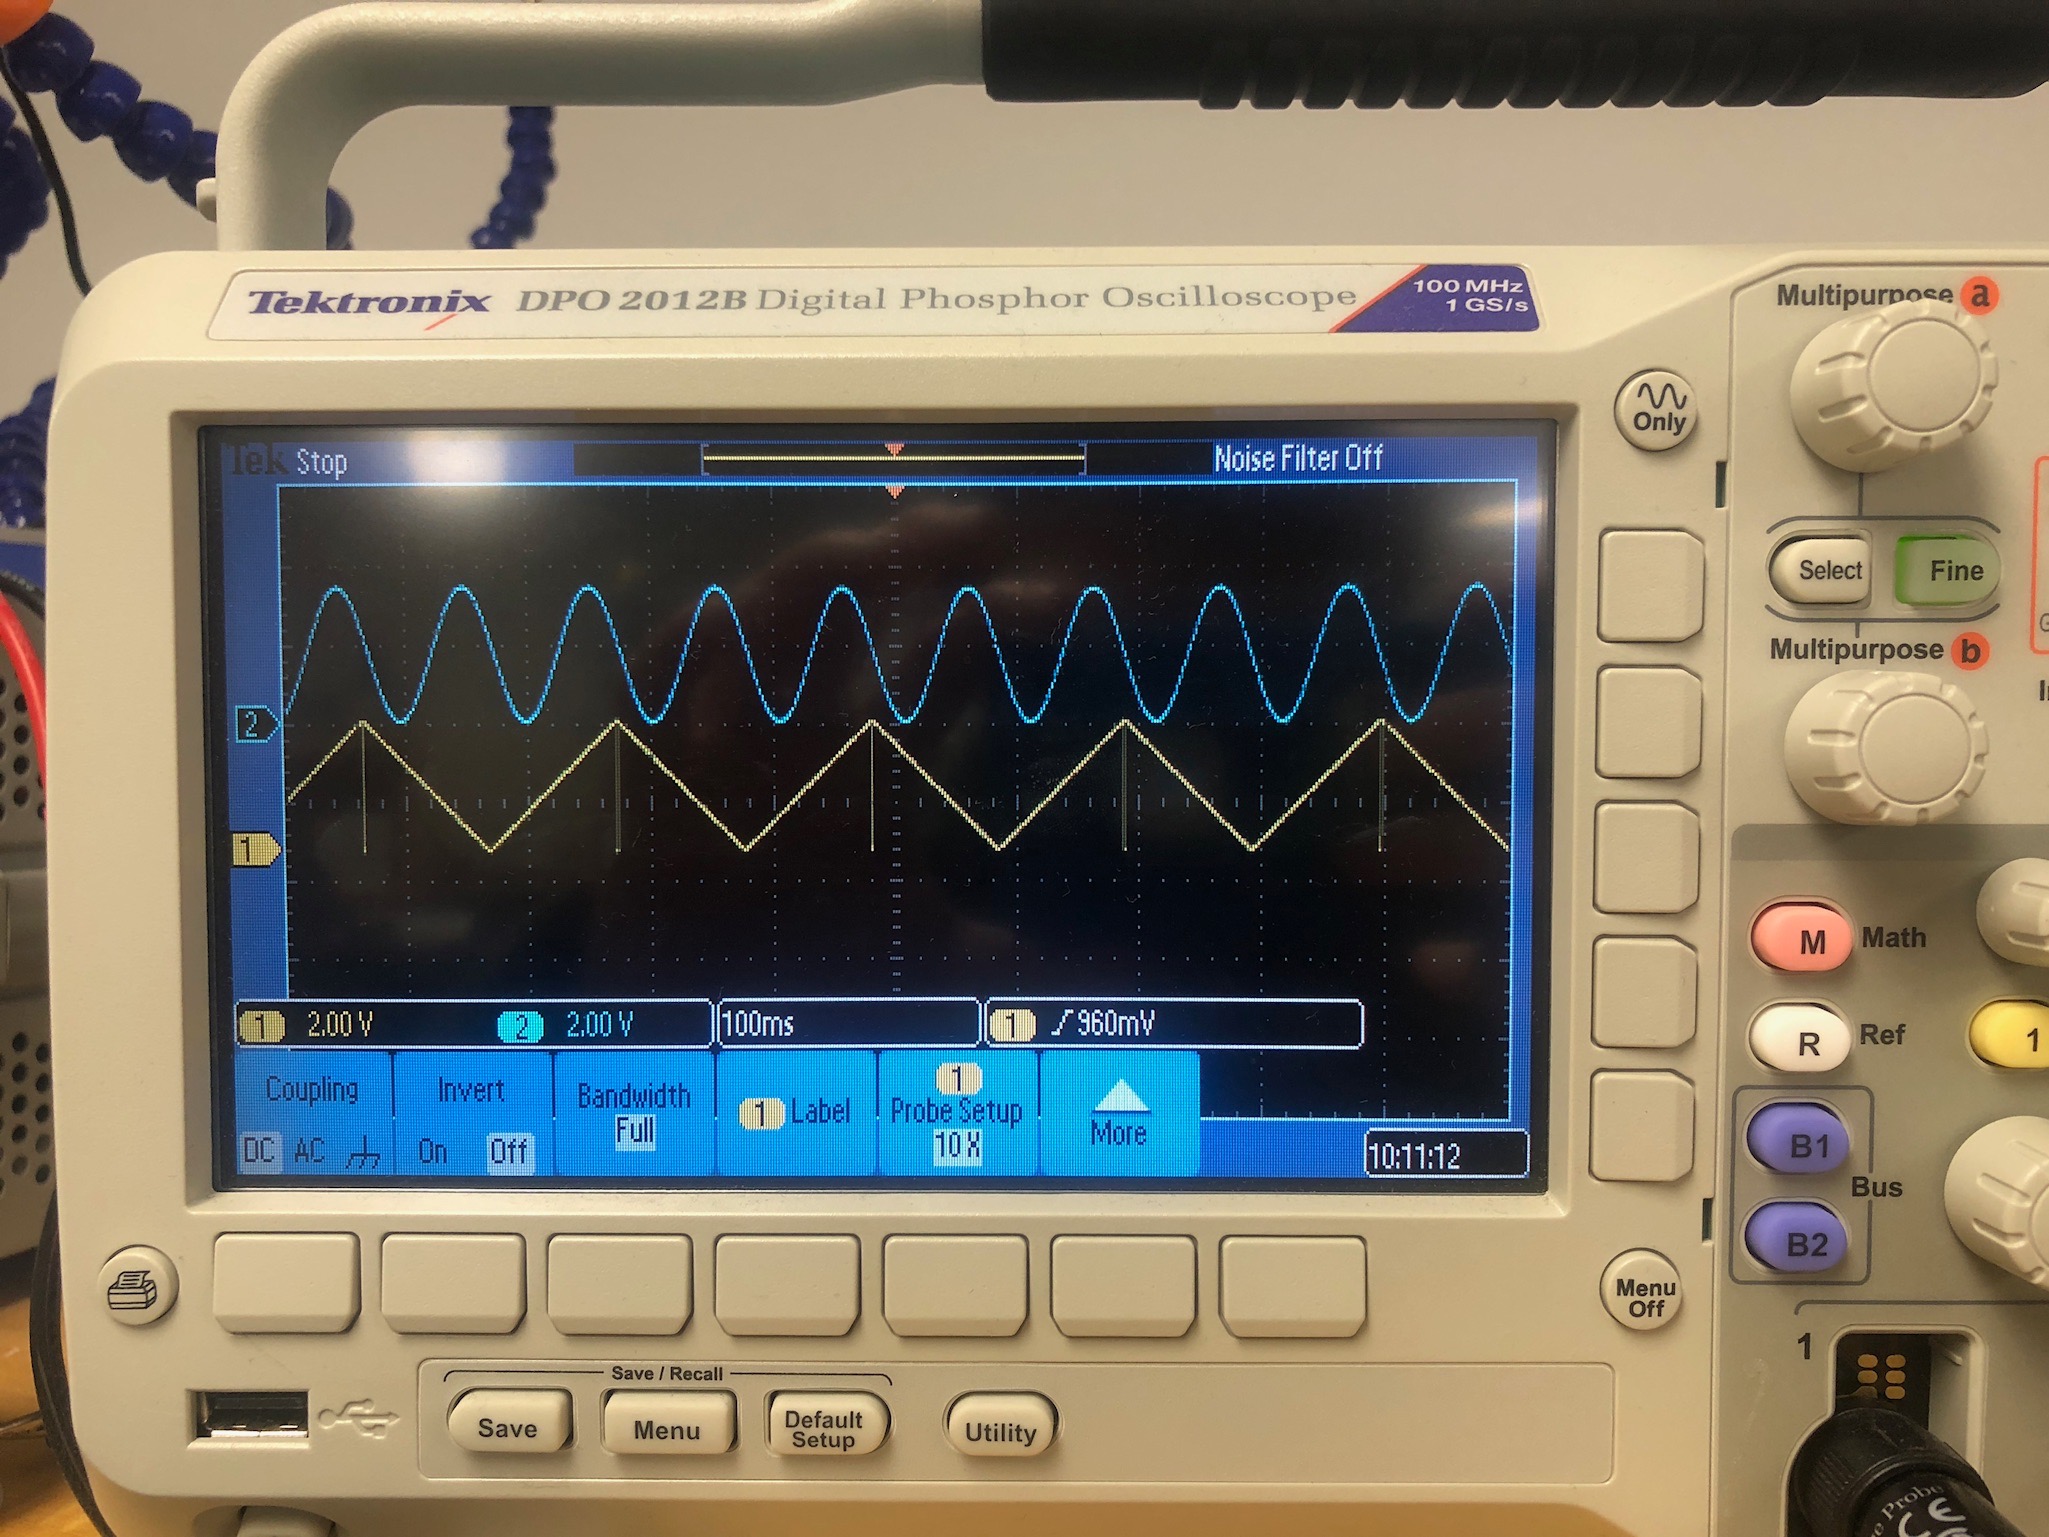 Tektronix DPO 2012B Digital Phosphor Oscilloscope
100 MHz
1 GS/s
Multipurpose a
Only
Tek Stop
Noise Filter Off
Select
Fine
Multipurpose b
2
1
M Math
R Ref
1
1 2.00 V 2 2.00 V
100ms
1 960mV
Coupling
DC AC
Invert
On Off
Bandwidth
Full
1 Label
1
Probe Setup
10 X
More
10:11:12
B1
B2
Bus
Menu
Off
1
Save / Recall
Save
Menu
Default
Setup
Utility
Probe
CE